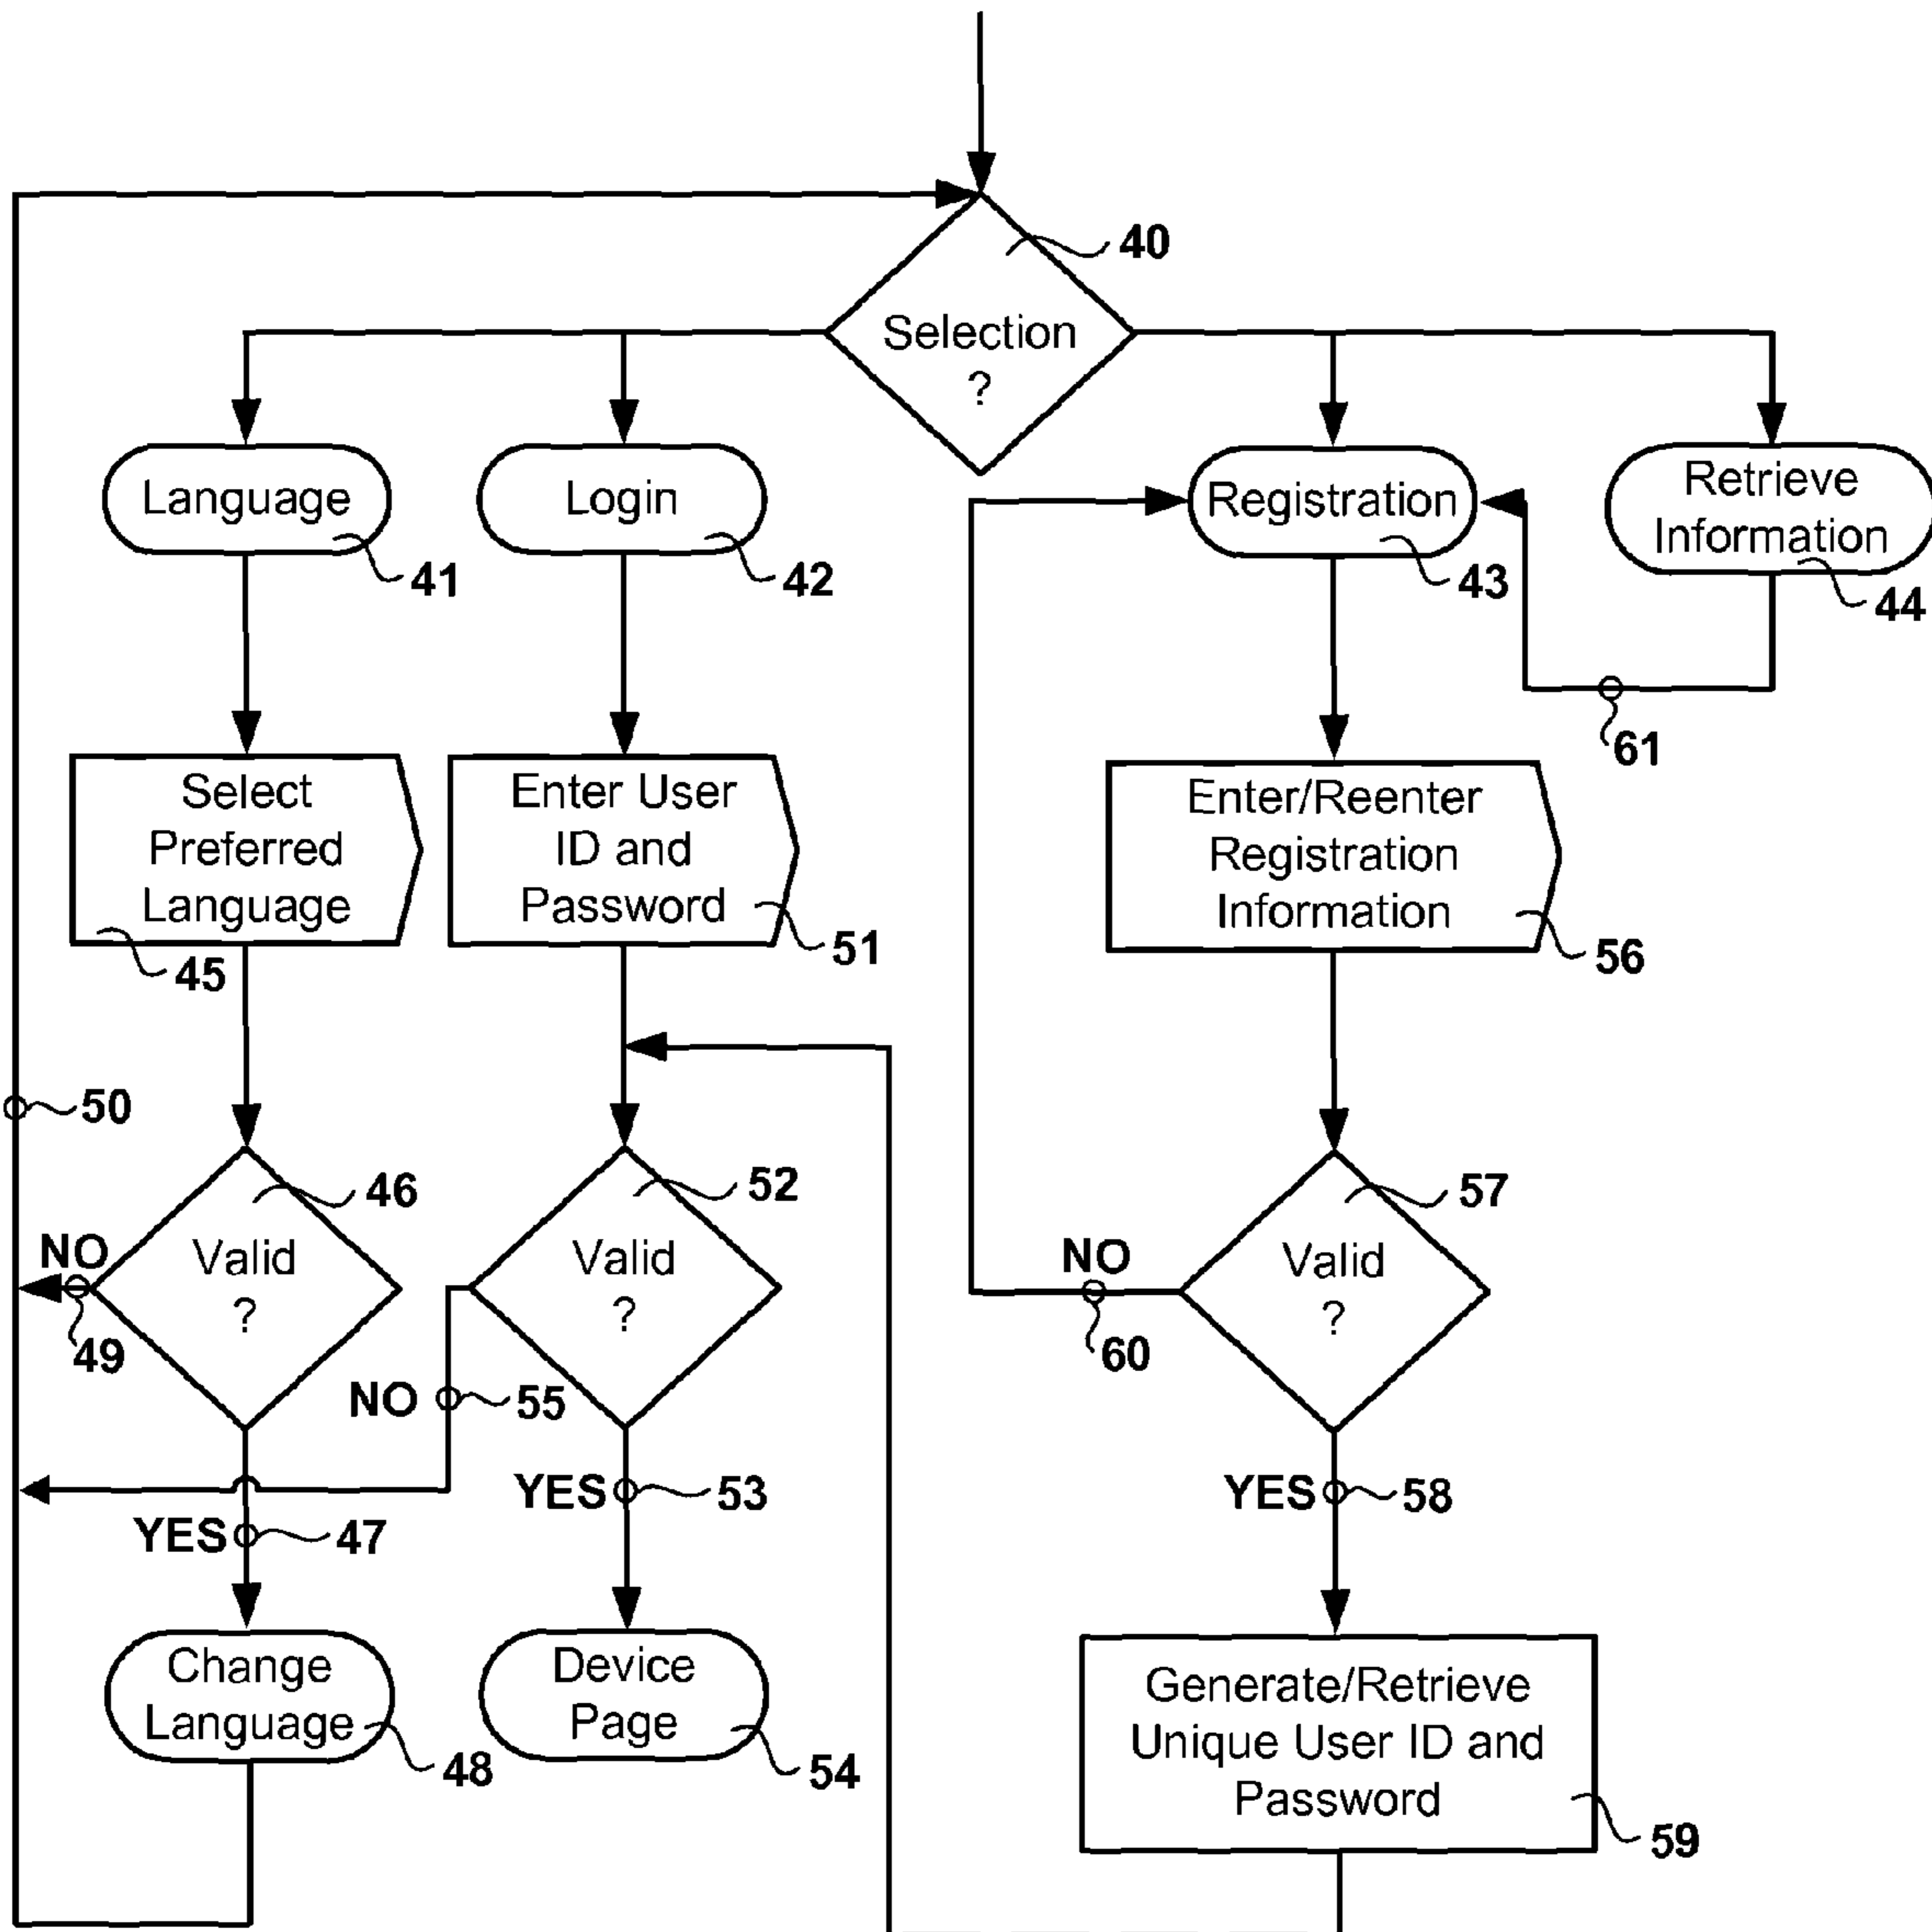 40
Selection
?
Language
41
Login
42
Registration
43
Retrieve
Information
44
61
Select
Preferred
Language
45
Enter User
ID and
Password
51
Enter/Reenter
Registration
Information
56
50
46
Valid
?
NO
49
52
Valid
?
NO
55
57
Valid
?
NO
60
YES
53
YES
58
YES
47
Change
Language
48
Device
Page
54
Generate/Retrieve
Unique User ID and
Password
59